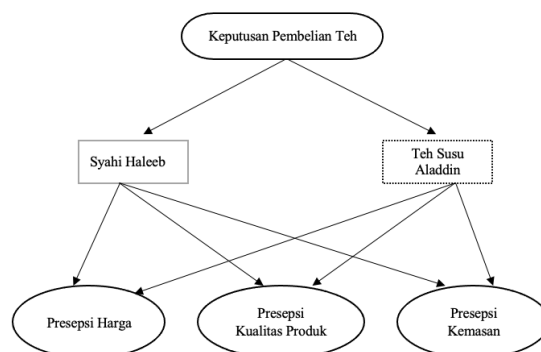 Keputusan Pembelian Teh
Syahi Haleeb
Teh Susu
Aladdin
Presepsi Harga
Presepsi
Kualitas Produk
Presepsi
Kemasan